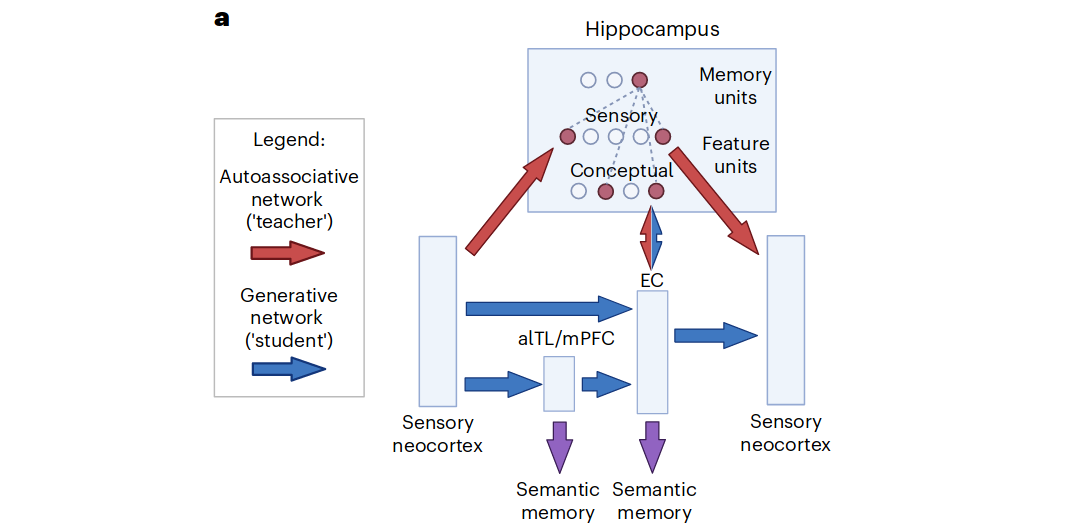 a
Hippocampus
Memory
units
Sensory
Feature
units
Conceptual
Legend:
Autoassociative
network
('teacher')
Generative
network
('student')
EC
alTL/mPFC
Sensory
neocortex
Sensory
neocortex
Semantic
memory
Semantic
memory